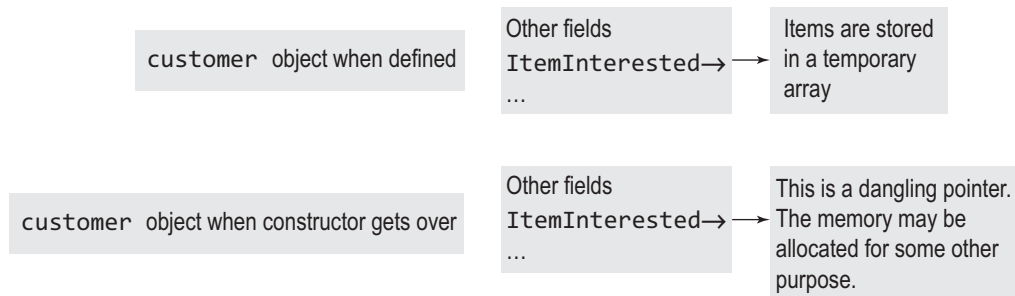 customer object when defined
Other fields
ItemInterested→
…
Items are stored
in a temporary
array
customer object when constructor gets over
Other fields
ItemInterested→
…
This is a dangling pointer.
The memory may be
allocated for some other
purpose.